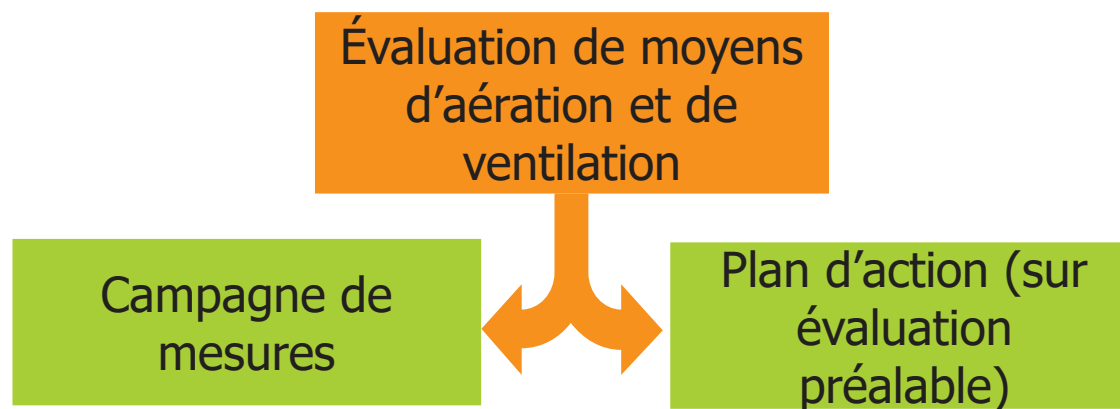 Évaluation de moyens
d’aération et de
ventilation
Campagne de
mesures
Plan d’action (sur
évaluation
préalable)